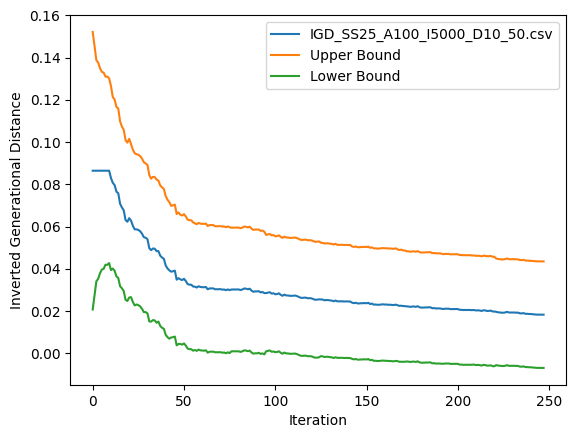 IGD_SS25_A100_I5000_D10_50.csv
Upper Bound
Lower Bound
Inverted Generational Distance
0.16
0.14
0.12
0.10
0.08
0.06
0.04
0.02
0.00
0 50 100 150 200 250
Iteration